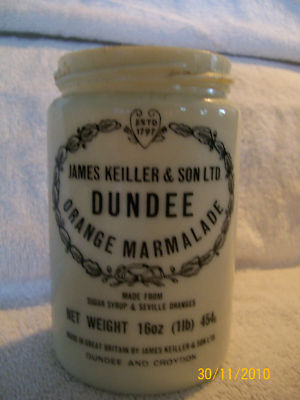 ESTD
1797
JAMES KEILLER & SON LTD
DUNDEE
ORANGE MARMALADE
MADE FROM
SUGAR SYRUP & SEVILLE ORANGES
NET WEIGHT 16oz (1lb) 454g
MADE IN GREAT BRITAIN BY JAMES KEILLER & SON LTD
DUNDEE AND CROYDON
30/11/2010